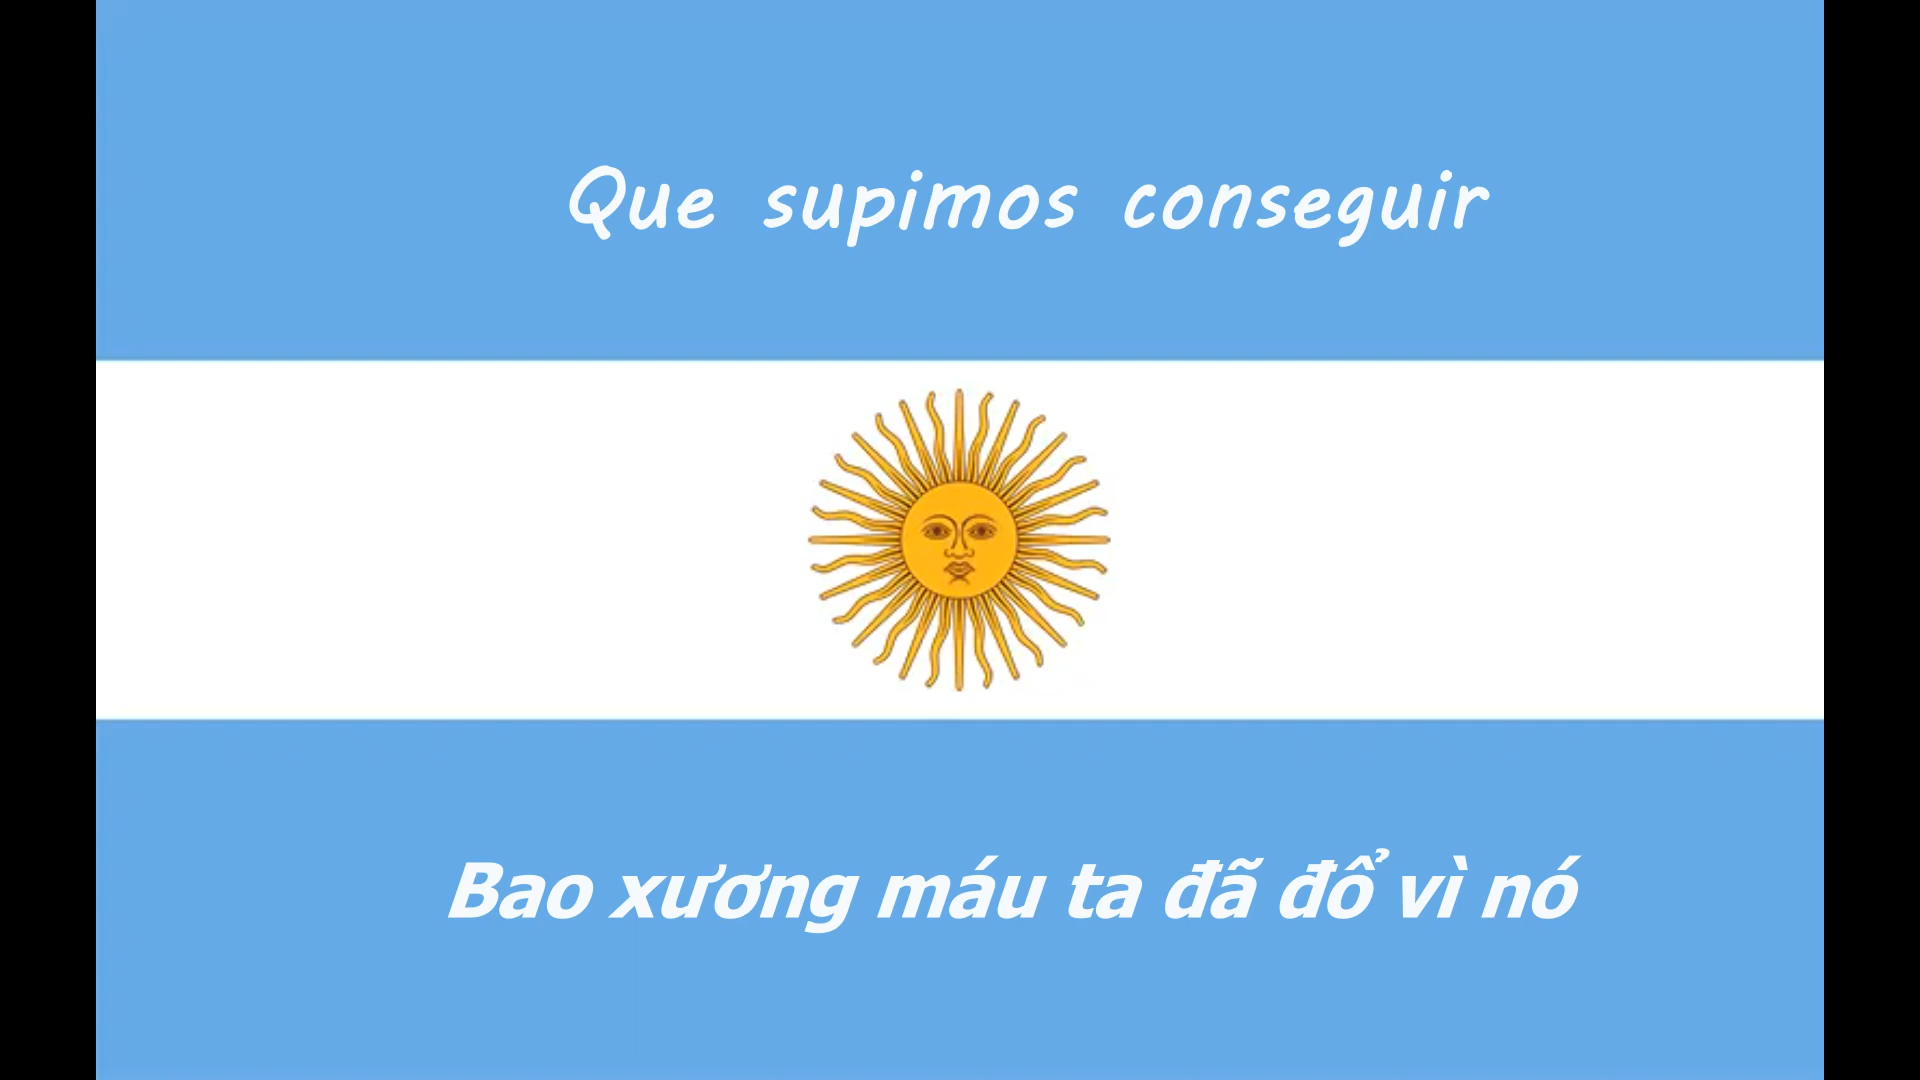 Que supimos conseguir
Bao xương máu ta đã đổ vì nó